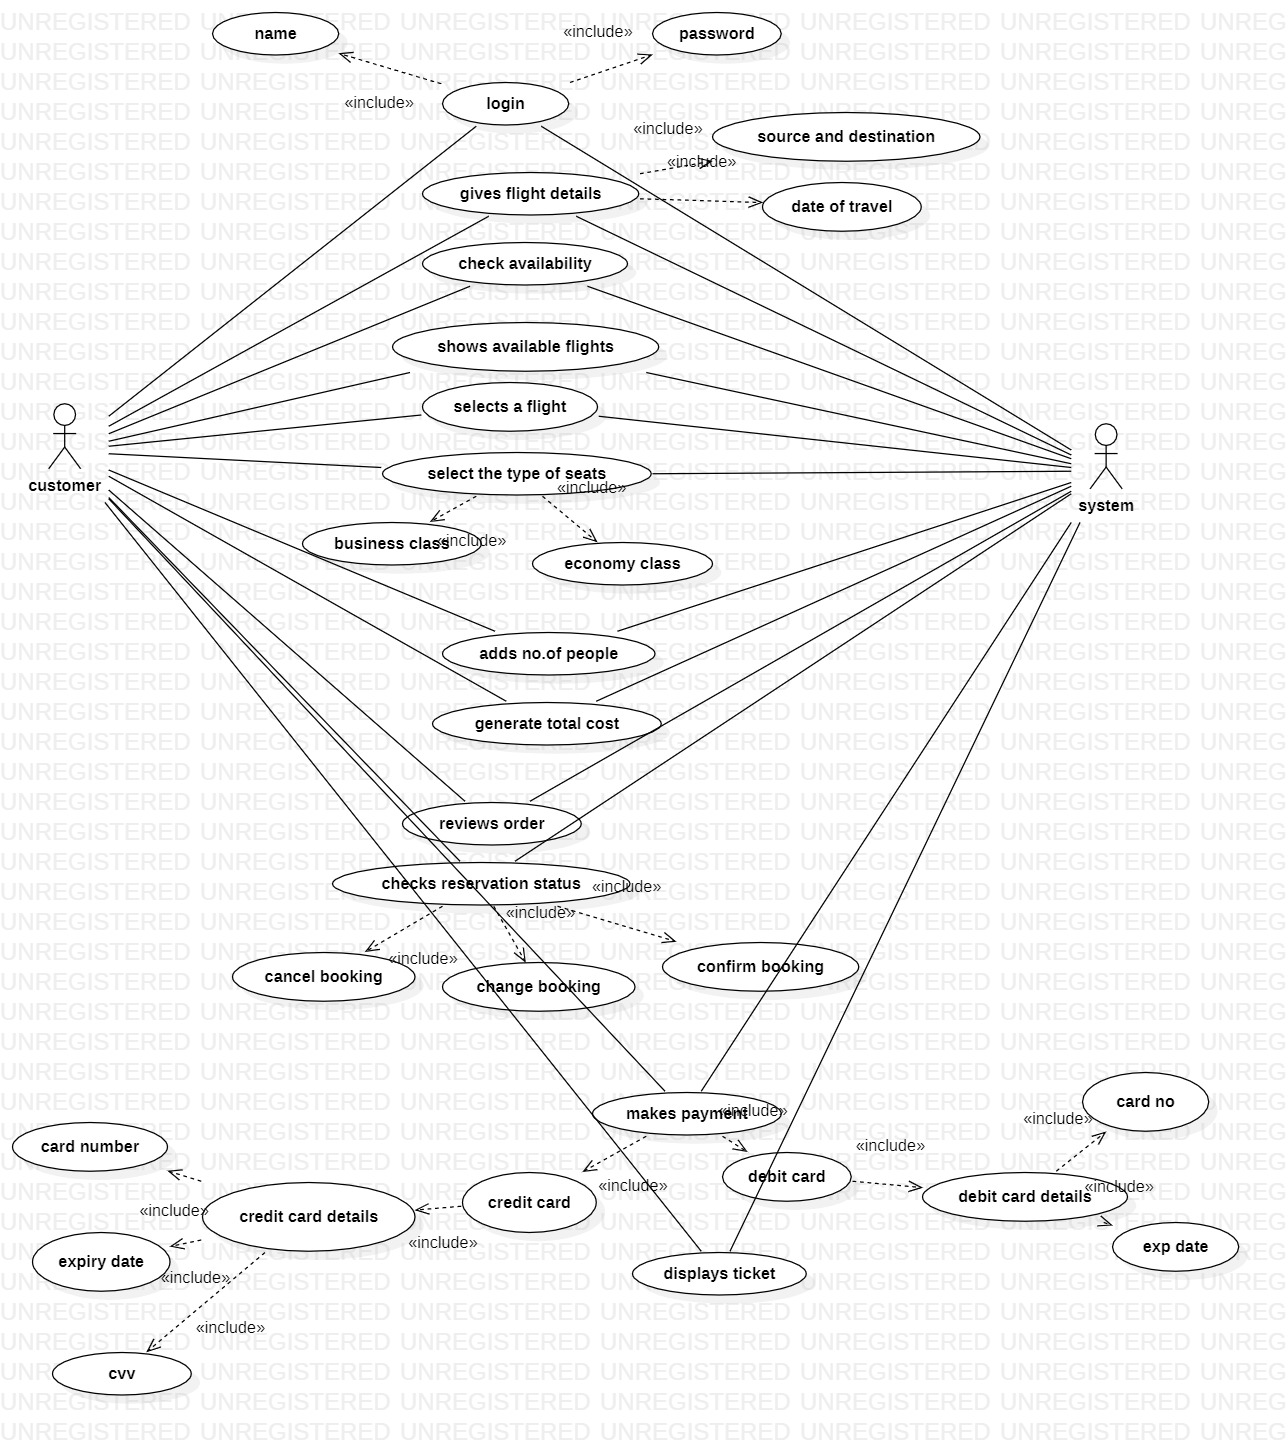 name
«include»
password
«include»
login
«include»
source and destination
«include»
gives flight details
date of travel
check availability
shows available flights
selects a flight
select the type of seats
«include»
customer
system
business class
«include»
economy class
adds no.of people
generate total cost
reviews order
checks reservation status
«include»
«include»
cancel booking
«include»
change booking
confirm booking
makes payment
«include»
card no
«include»
card number
«include»
debit card
«include»
debit card details
«include»
credit card
«include»
credit card details
«include»
exp date
expiry date
«include»
displays ticket
«include»
cvv
UNREGISTERED